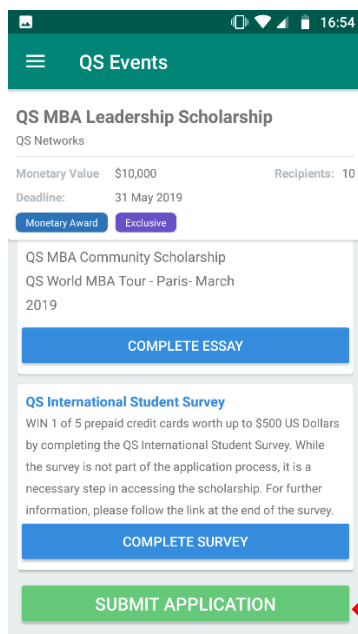 16:54
QS Events
QS MBA Leadership Scholarship
QS Networks
Monetary Value $10,000 Recipients: 10
Deadline: 31 May 2019
Monetary Award Exclusive
QS MBA Community Scholarship
QS World MBA Tour - Paris- March
2019
COMPLETE ESSAY
QS International Student Survey
WIN 1 of 5 prepaid credit cards worth up to $500 US Dollars
by completing the QS International Student Survey. While
the survey is not part of the application process, it is a
necessary step in accessing the scholarship. For further
information, please follow the link at the end of the survey.
COMPLETE SURVEY
SUBMIT APPLICATION